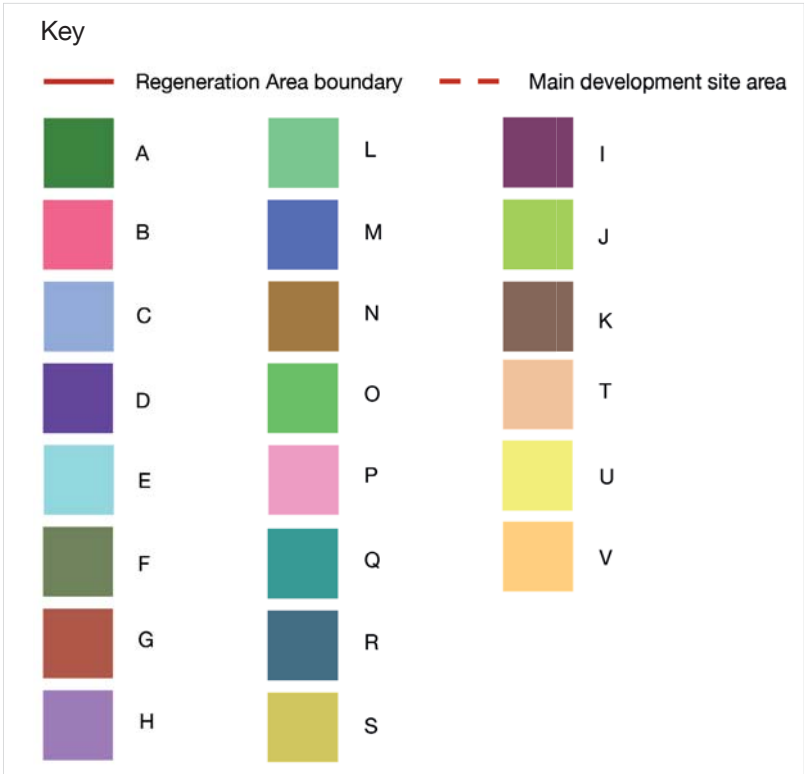 Key
Regeneration Area boundary
Main development site area
A
B
C
D
E
F
G
H
L
M
N
O
P
Q
R
S
I
J
K
T
U
V